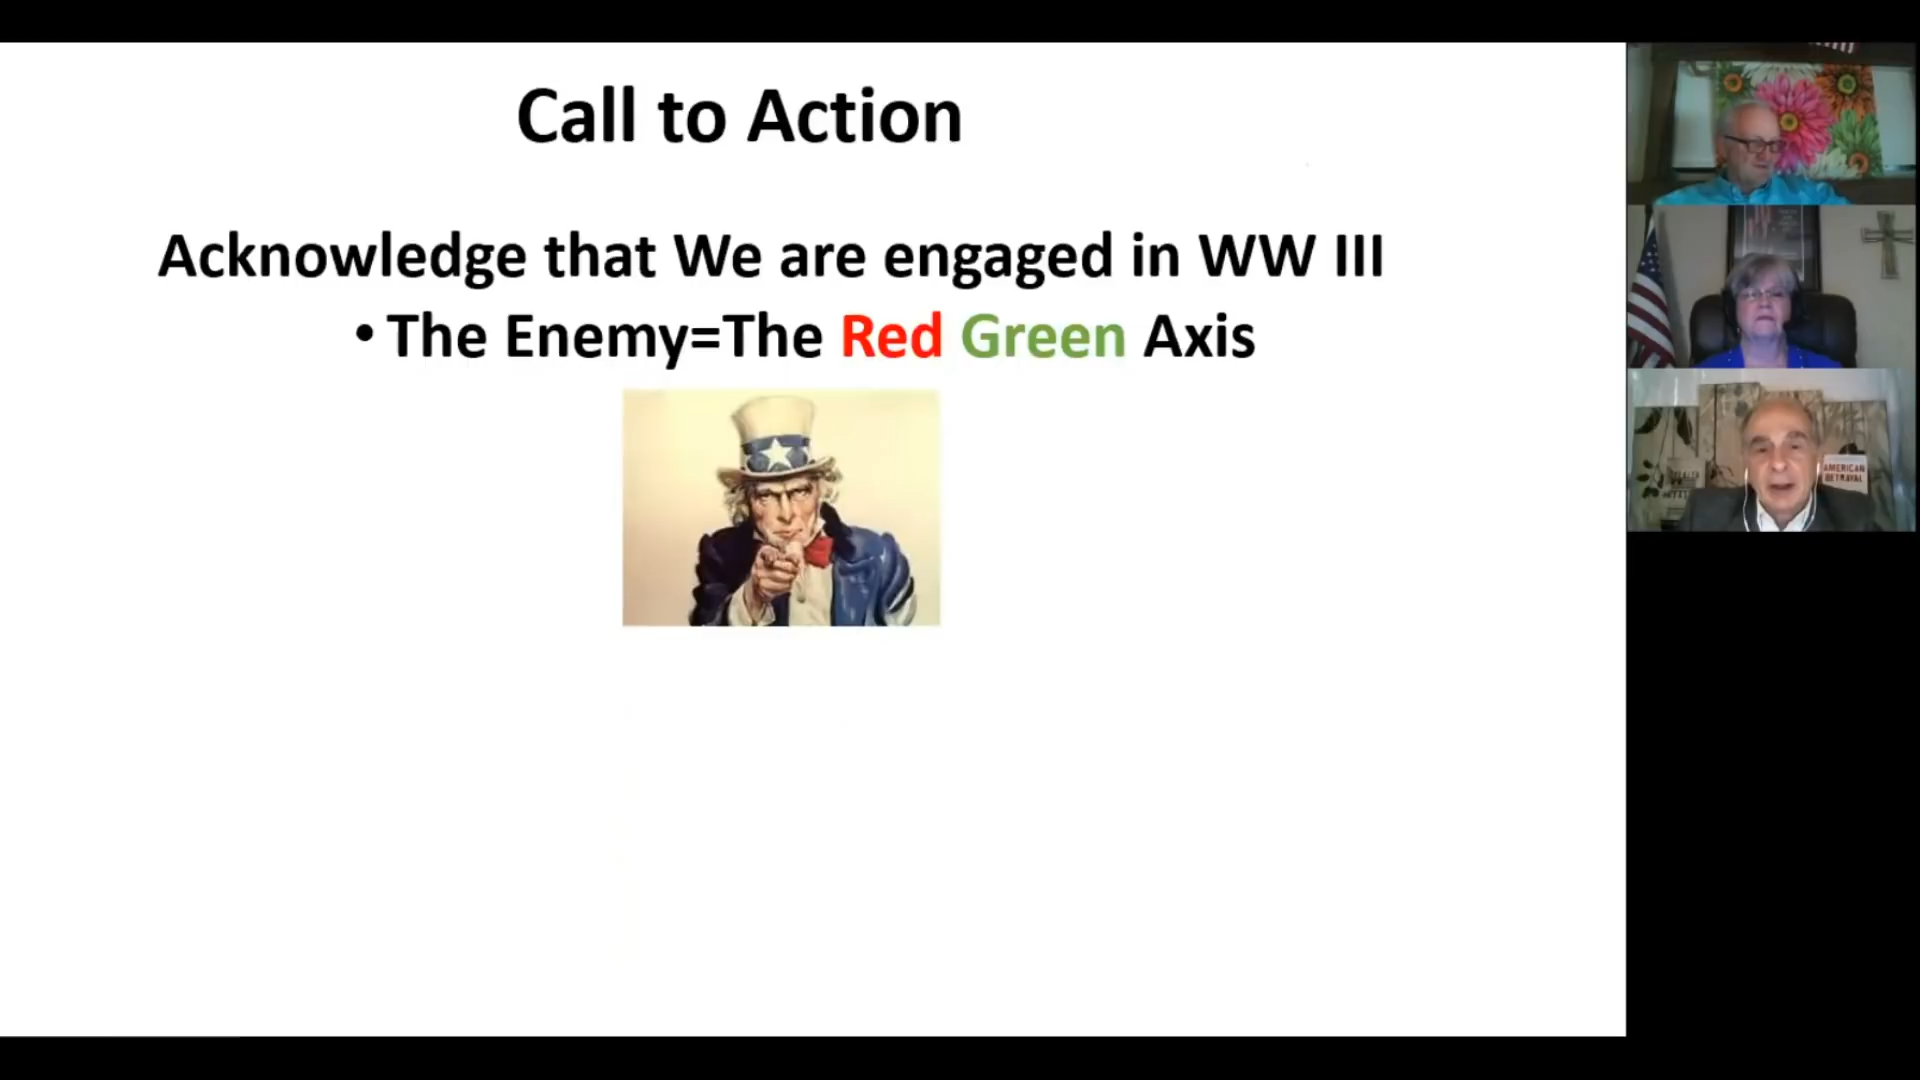 Call to Action
Acknowledge that We are engaged in WW III
• The Enemy=The Red Green Axis
AMERICAN
BETRAYAL